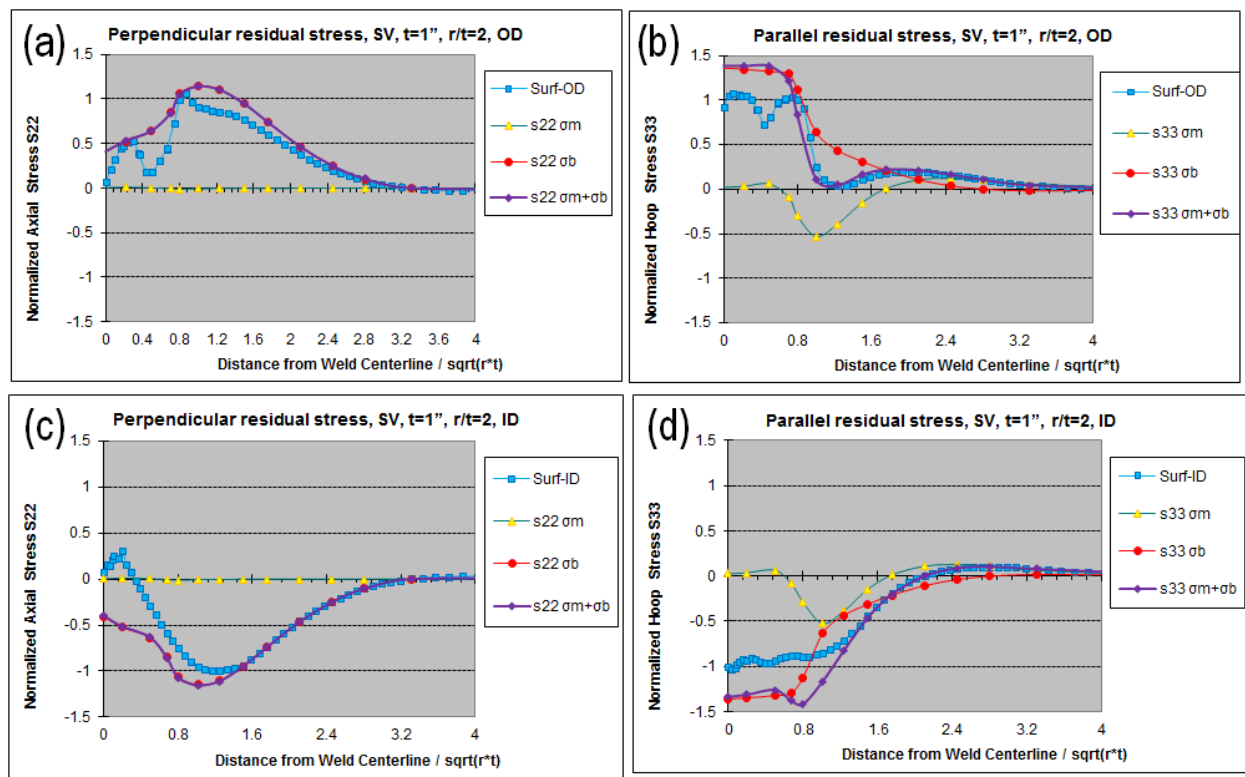 (a)
Perpendicular residual stress, SV, t=1”, r/t=2, OD
Normalized Axial Stress S22
1.5
1
0.5
0
-0.5
-1
-1.5
0 0.4 0.8 1.2 1.6 2 2.4 2.8 3.2 3.6 4
Distance from Weld Centerline / sqrt(r*t)
Surf-OD
s22 σm
s22 σb
s22 σm+σb
(b)
Parallel residual stress, SV, t=1”, r/t=2, OD
Normalized Hoop Stress S33
1.5
1
0.5
0
-0.5
-1
-1.5
0 0.8 1.6 2.4 3.2 4
Distance from Weld Centerline / sqrt(r*t)
Surf-OD
s33 σm
s33 σb
s33 σm+σb
(c)
Perpendicular residual stress, SV, t=1”, r/t=2, ID
Normalized Axial Stress S22
1.5
1
0.5
0
-0.5
-1
-1.5
0 0.8 1.6 2.4 3.2 4
Distance from Weld Centerline / sqrt(r*t)
Surf-ID
s22 σm
s22 σb
s22 σm+σb
(d)
Parallel residual stress, SV, t=1”, r/t=2, ID
Normalized Hoop Stress S33
1.5
1
0.5
0
-0.5
-1
-1.5
0 0.8 1.6 2.4 3.2 4
Distance from Weld Centerline / sqrt(r*t)
Surf-ID
s33 σm
s33 σb
s33 σm+σb